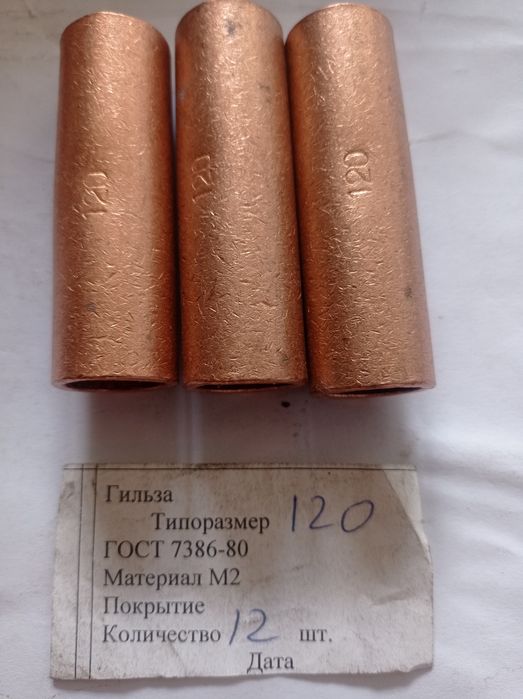 120 120 120
Гильза
Типоразмер 120
ГОСТ 7386-80
Материал М2
Покрытие
Количество 12 шт.
Дата